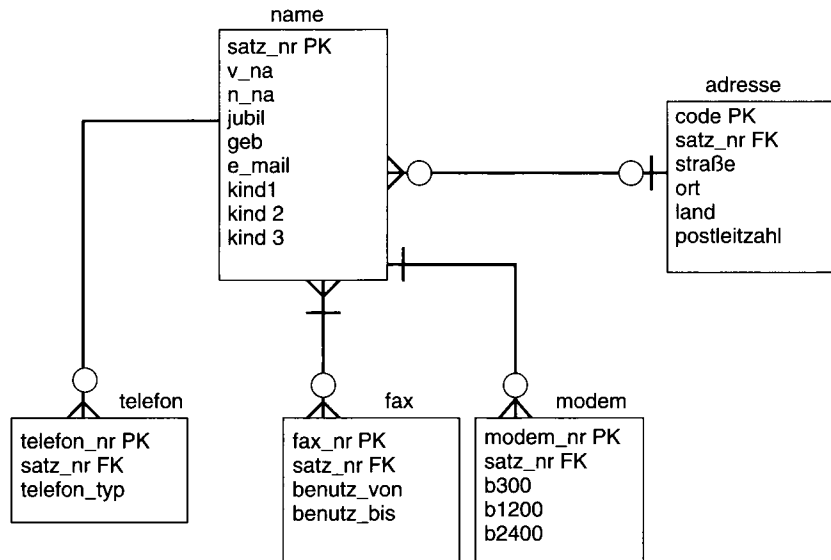 name
satz_nr PK
v_na
n_na
jubil
geb
e_mail
kind1
kind 2
kind 3
adresse
code PK
satz_nr FK
straße
ort
land
postleitzahl
telefon
telefon_nr PK
satz_nr FK
telefon_typ
fax
fax_nr PK
satz_nr FK
benutz_von
benutz_bis
modem
modem_nr PK
satz_nr FK
b300
b1200
b2400